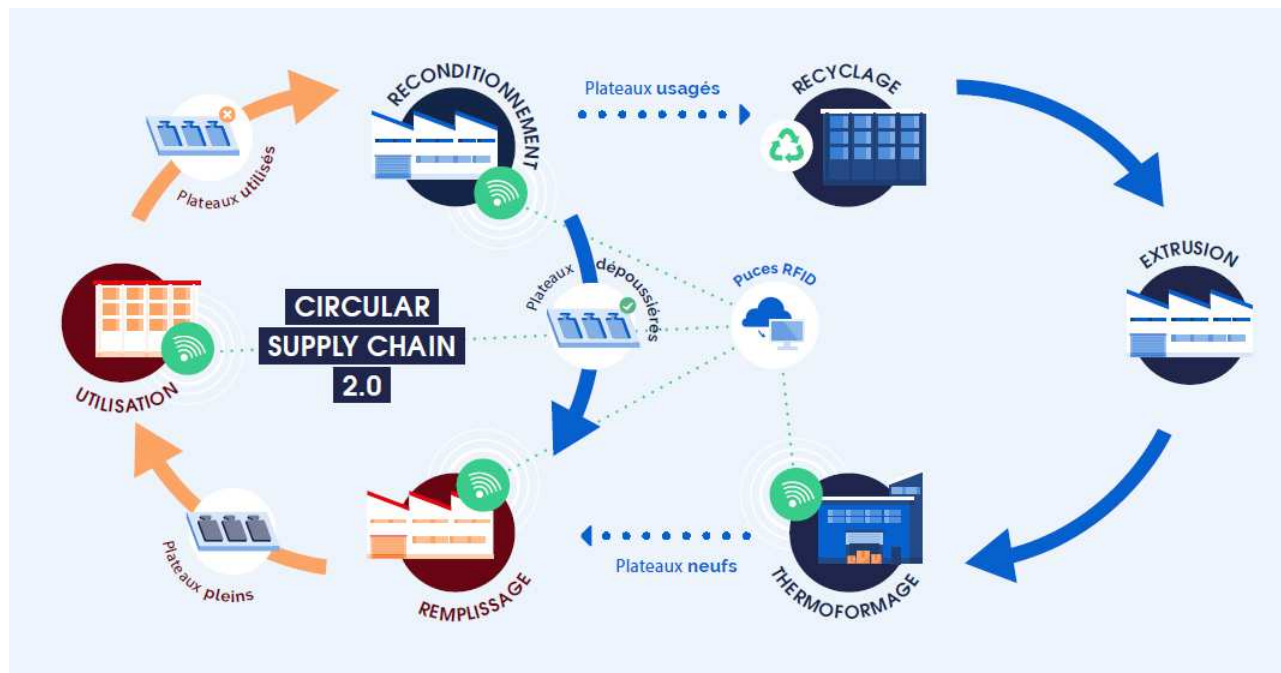 RECONDITIONNEMENT
Plateaux usagés
RECYCLAGE
Plateaux utilisés
EXTRUSION
Puces RFID
Plateaux dépoussiérés
CIRCULAR
SUPPLY CHAIN
2.0
UTILISATION
Plateaux pleins
REMPLISSAGE
Plateaux neufs
THERMOFORMAGE